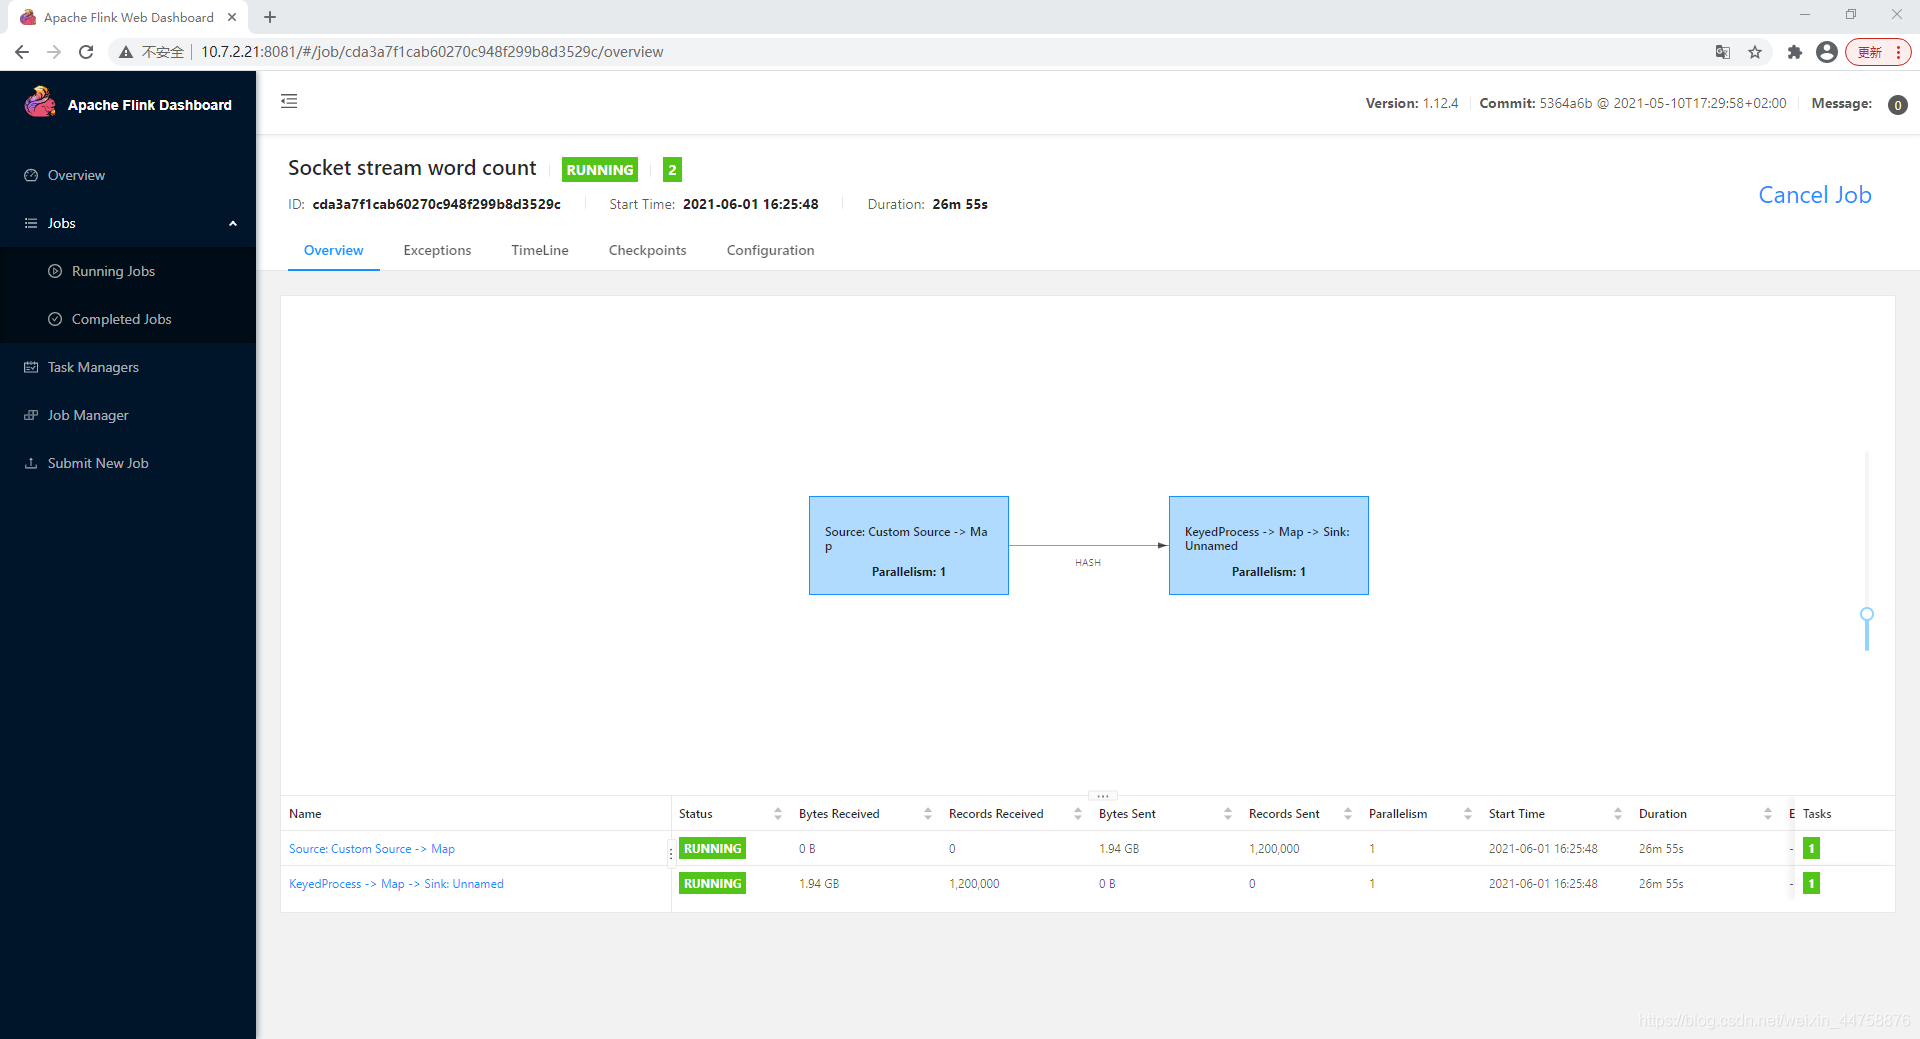 Apache Flink Web Dashboard
不安全
10.7.2.21:8081/#/job/cda3a7f1cab60270c948f299b8d3529c/overview
更新
Apache Flink Dashboard
Version: 1.12.4
Commit: 5364a6b @ 2021-05-10T17:29:58+02:00
Message: 0
Overview
Jobs
Running Jobs
Completed Jobs
Task Managers
Job Manager
Submit New Job
Socket stream word count RUNNING 2
ID: cda3a7f1cab60270c948f299b8d3529c
Start Time: 2021-06-01 16:25:48
Duration: 26m 55s
Cancel Job
Overview Exceptions TimeLine Checkpoints Configuration
Source: Custom Source -> Ma
p
Parallelism: 1
HASH
KeyedProcess -> Map -> Sink:
Unnamed
Parallelism: 1
Name Status Bytes Received Records Received Bytes Sent Records Sent Parallelism Start Time Duration E Tasks
Source: Custom Source -> Map RUNNING 0 B 0 1.94 GB 1,200,000 1 2021-06-01 16:25:48 26m 55s - 1
KeyedProcess -> Map -> Sink: Unnamed RUNNING 1.94 GB 1,200,000 0 B 0 1 2021-06-01 16:25:48 26m 55s - 1
https://blog.csdn.net/weixin_44758876